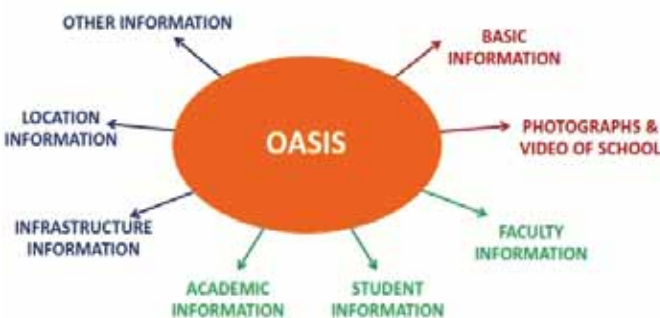 OTHER INFORMATION
BASIC
INFORMATION
LOCATION
INFORMATION
OASIS
PHOTOGRAPHS &
VIDEO OF SCHOOL
INFRASTRUCTURE
INFORMATION
FACULTY
INFORMATION
ACADEMIC
INFORMATION
STUDENT
INFORMATION